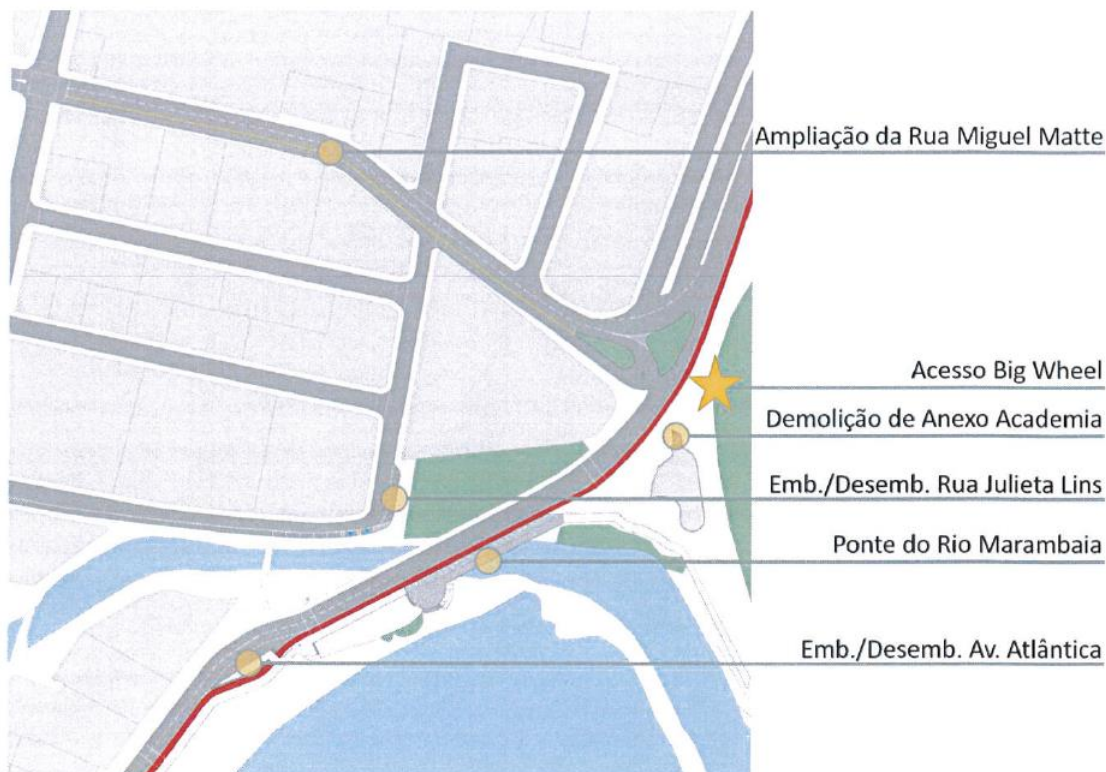 Ampliação da Rua Miguel Matte
Acesso Big Wheel
Demolição de Anexo Academia
Emb./Desemb. Rua Julieta Lins
Ponte do Rio Marambaia
Emb./Desemb. Av. Atlântica